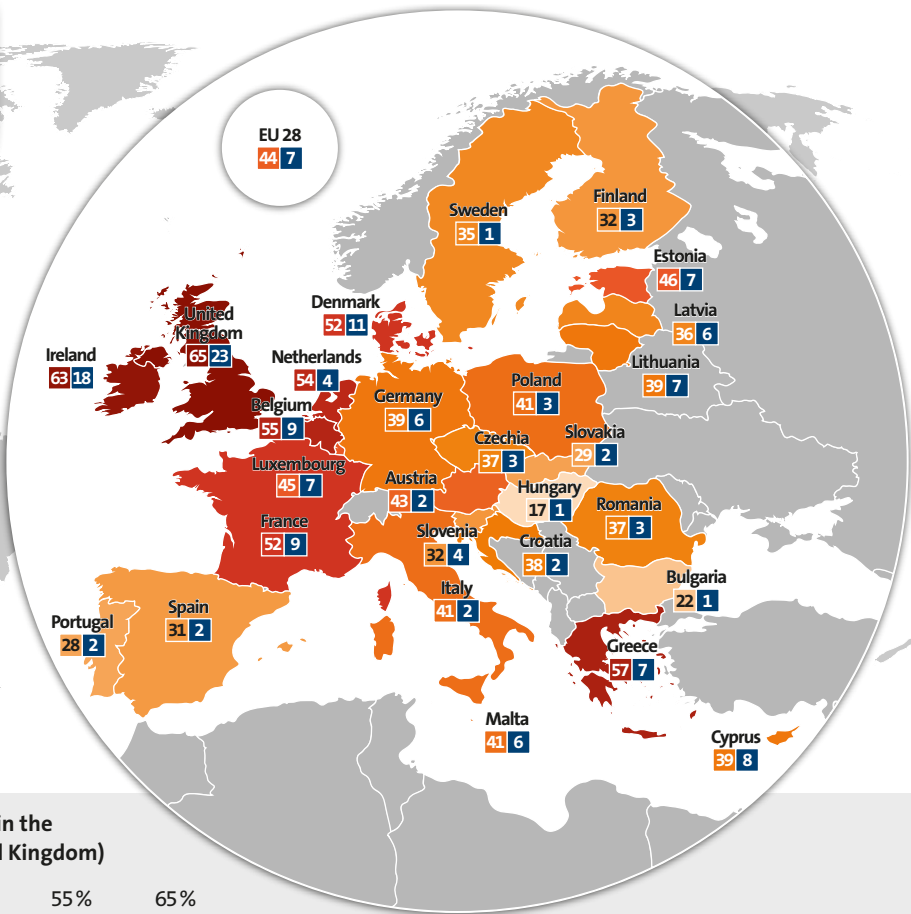 EU 28
44 7
Sweden
35 1
Finland
32 3
Estonia
46 7
Denmark
52 11
Latvia
36 6
United
Kingdom
65 23
Ireland
63 18
Netherlands
54 4
Lithuania
39 7
Poland
41 3
Germany
39 6
Belgium
55 9
Czechia
37 3
Slovakia
29 2
Luxembourg
45 7
Austria
43 2
Hungary
17 1
Romania
37 3
France
52 9
Slovenia
32 4
Croatia
38 2
Bulgaria
22 1
Italy
41 2
Spain
31 2
Portugal
28 2
Greece
57 7
Malta
41 6
Cyprus
39 8
in the
Kingdom)
55 % 65 %